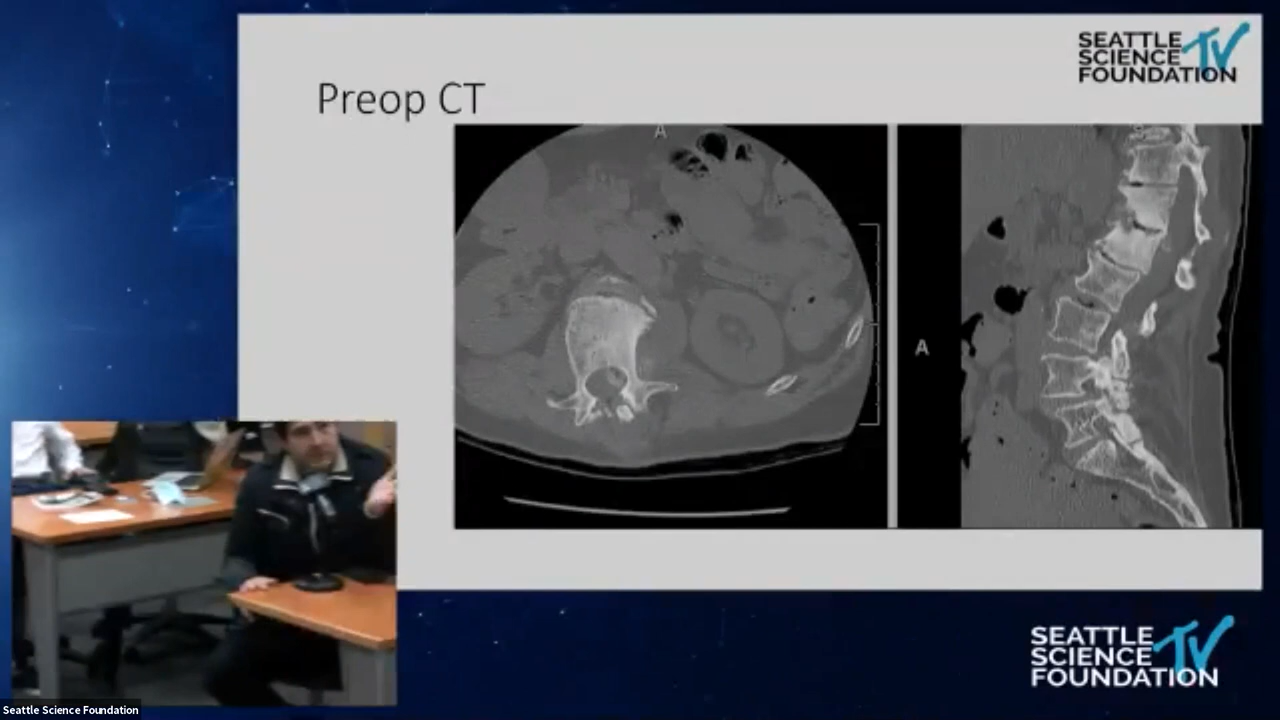 SEATTLE
SCIENCE TV
FOUNDATION
Preop CT
A
A
SEATTLE
SCIENCE TV
FOUNDATION
Seattle Science Foundation